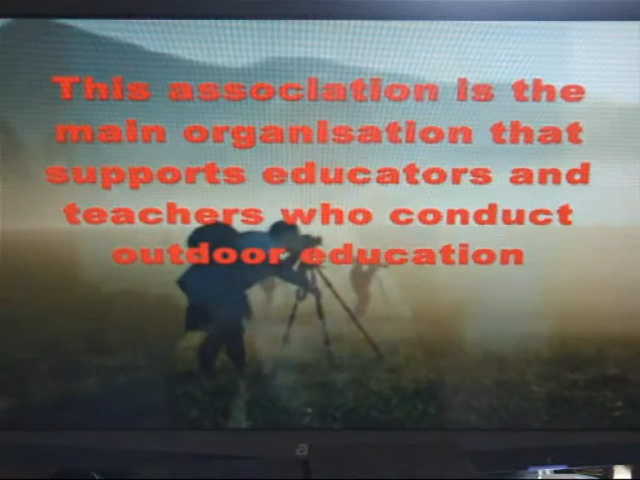 This association is the
main organisation that
supports educators and
teachers who conduct
outdoor education
a